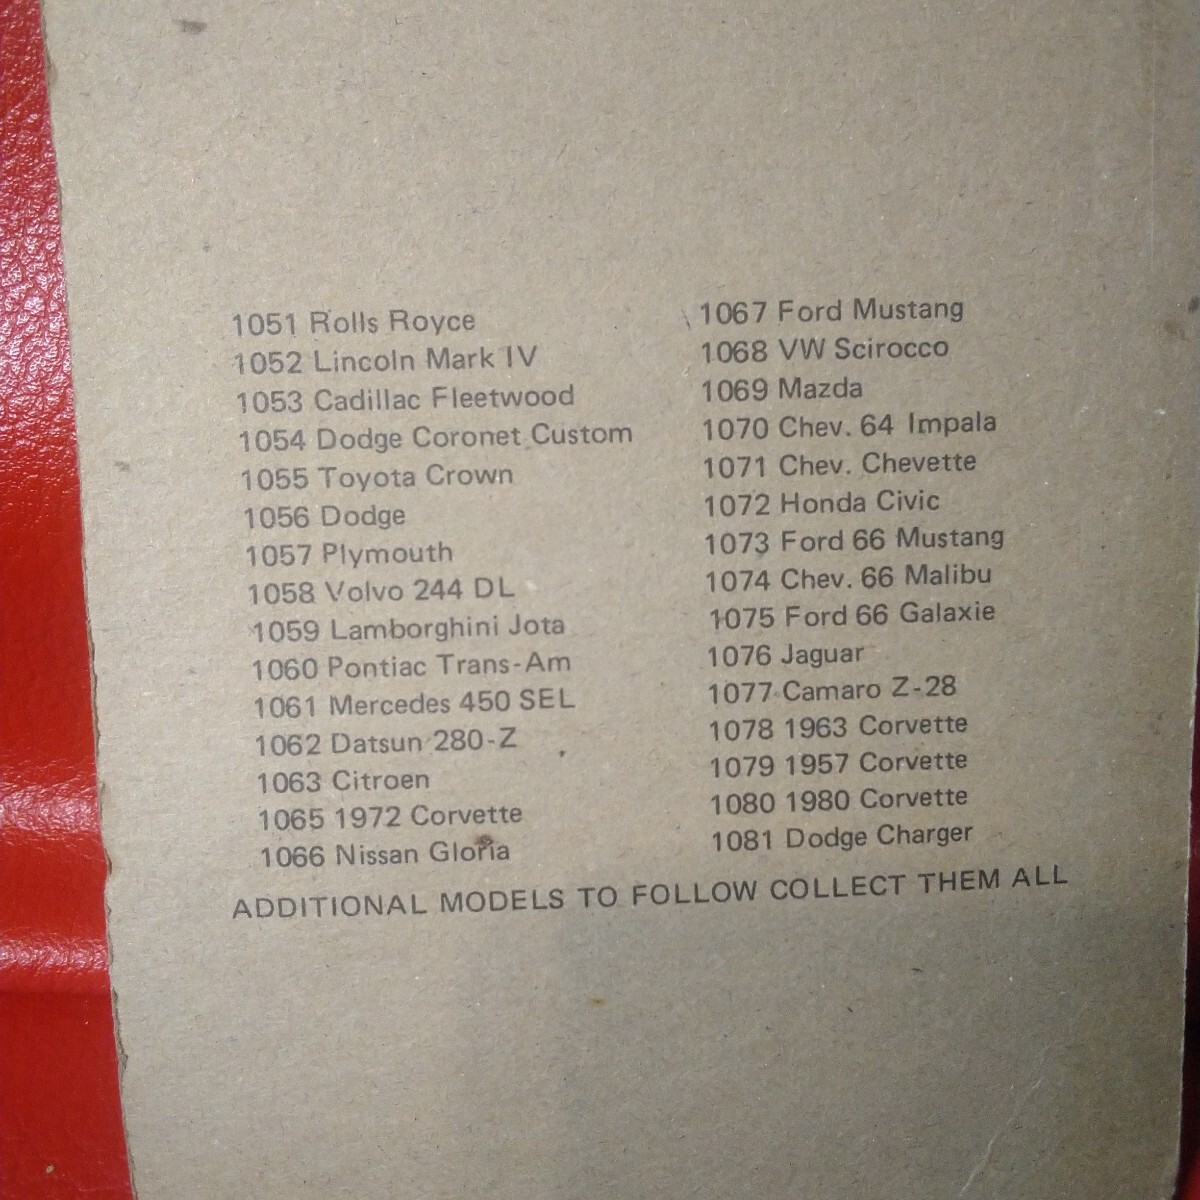 1051 Rolls Royce
1052 Lincoln Mark IV
1053 Cadillac Fleetwood
1054 Dodge Coronet Custom
1055 Toyota Crown
1056 Dodge
1057 Plymouth
1058 Volvo 244 DL
1059 Lamborghini Jota
1060 Pontiac Trans-Am
1061 Mercedes 450 SEL
1062 Datsun 280-Z
1063 Citroen
1065 1972 Corvette
1066 Nissan Gloria
1067 Ford Mustang
1068 VW Scirocco
1069 Mazda
1070 Chev. 64 Impala
1071 Chev. Chevette
1072 Honda Civic
1073 Ford 66 Mustang
1074 Chev. 66 Malibu
1075 Ford 66 Galaxie
1076 Jaguar
1077 Camaro Z-28
1078 1963 Corvette
1079 1957 Corvette
1080 1980 Corvette
1081 Dodge Charger
ADDITIONAL MODELS TO FOLLOW COLLECT THEM ALL